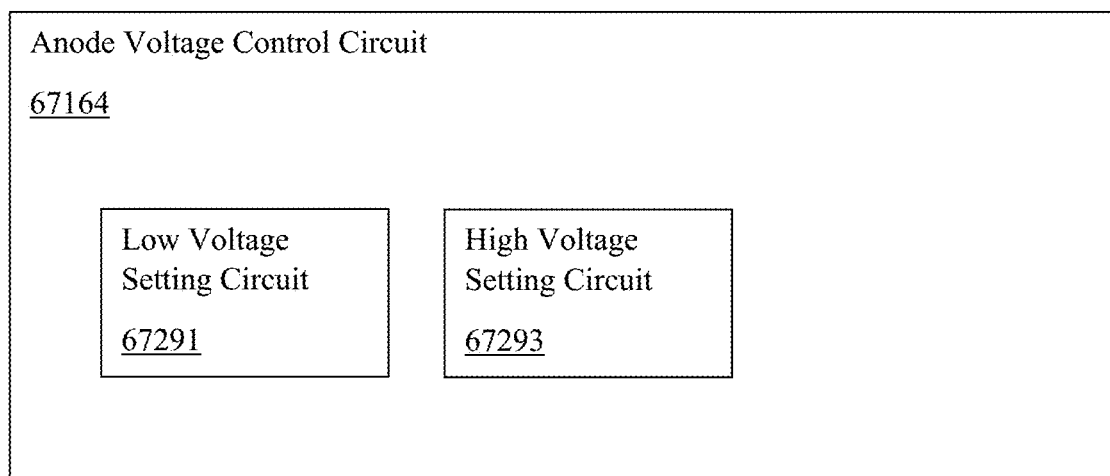 Anode Voltage Control Circuit
67164
Low Voltage
Setting Circuit
67291
High Voltage
Setting Circuit
67293